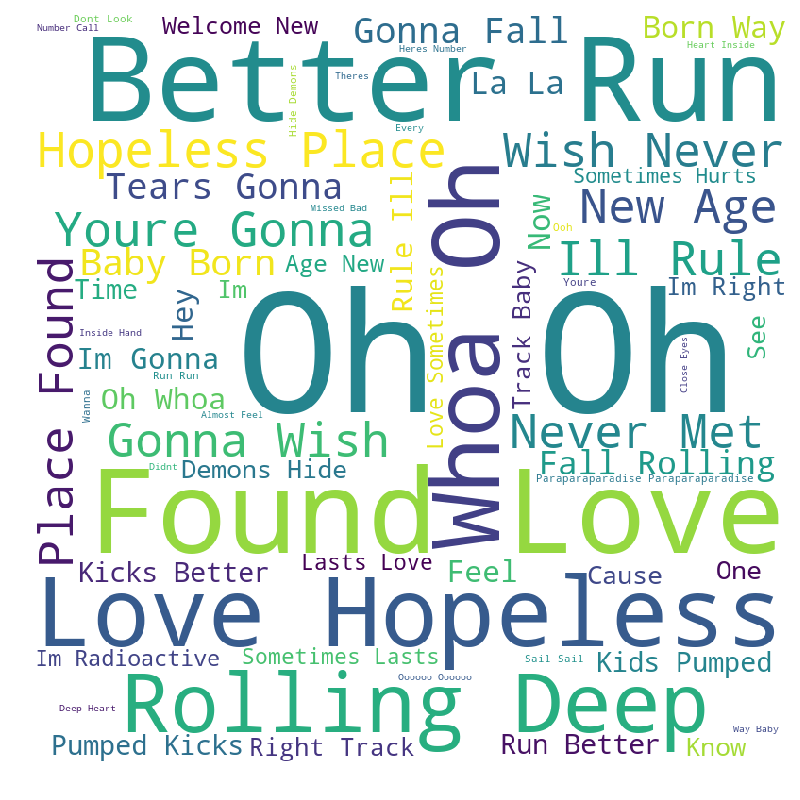 Dont Look
Number Call
Welcome New
Gonna Fall
Born Way
Heres Number
Heart Inside
Better Run
Theres
La La
Hide Demons
Every
Hopeless Place
Wish Never
Tears Gonna
Sometimes Hurts
Missed Bad
Rule Ill
Whoa Oh
New Age
Now
Ooh
Youre Gonna
Baby Born
Age New
Ill Rule
Place Found
Time
Im
Hey
Love Sometimes
Track Baby
Youre
Im Right
Oh Oh
See
Inside Hand
Close Eyes
Im Gonna
Run Run
Wanna
Oh Whoa
Almost Feel
Gonna Wish
Never Met
Didnt
Demons Hide
Fall Rolling
Paraparaparadise Paraparaparadise
Found Love
Kicks Better
Lasts Love
Feel
Cause
One
Love Hopeless
Im Radioactive
Sometimes Lasts
Sail Sail
Kids Pumped
Oooooo Oooooo
Rolling Deep
Deep Heart
Way Baby
Pumped Kicks
Right Track
Run Better
Know